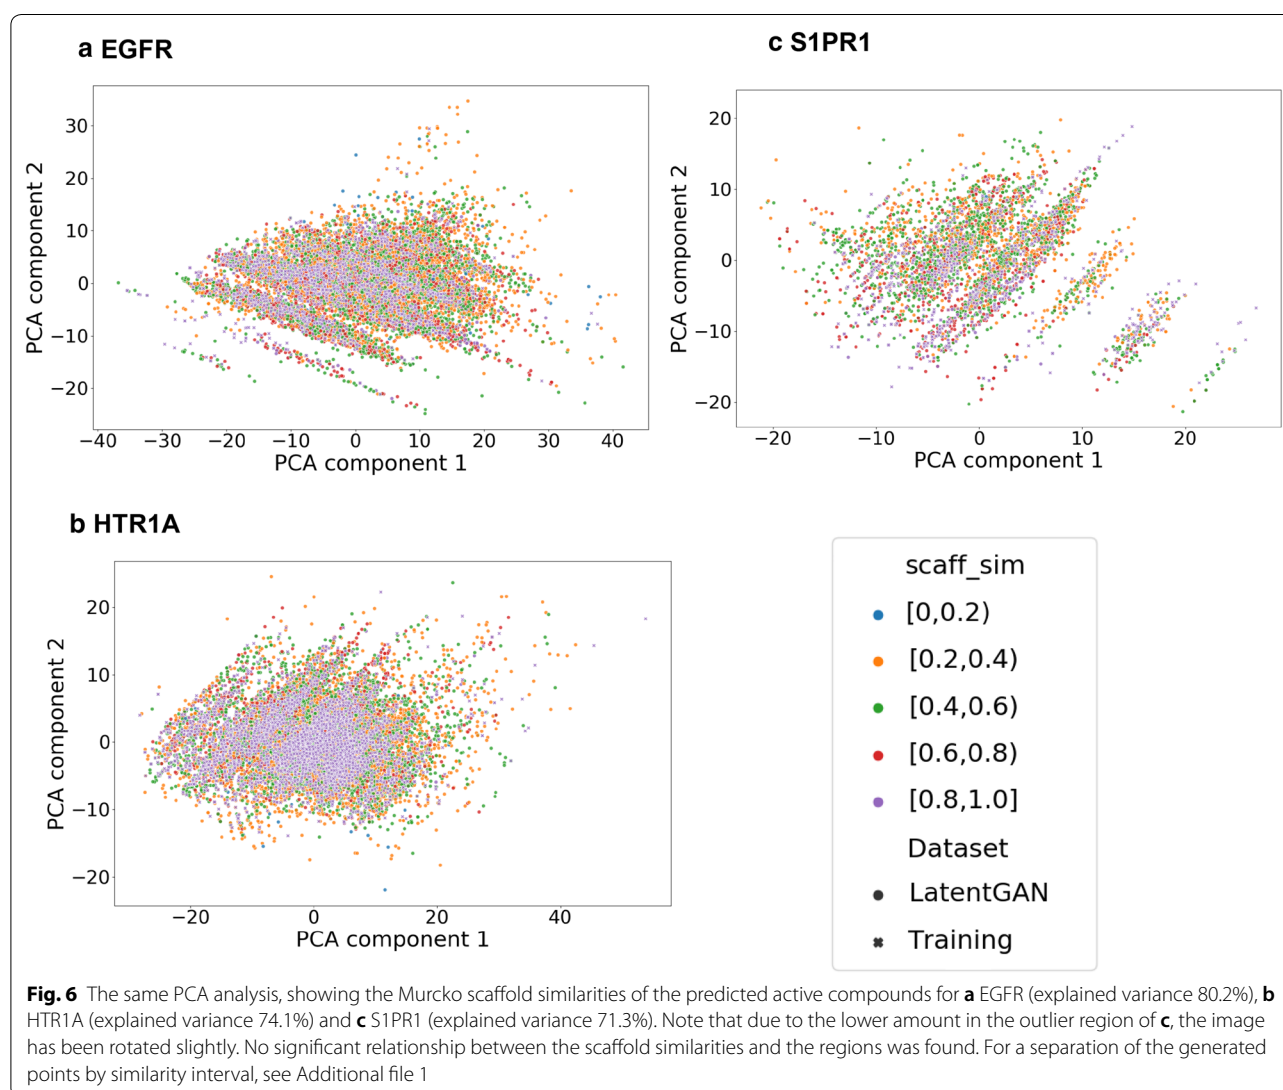 a EGFR
PCA component 2
30
20
10
0
−10
−20
−40 −30 −20 −10 0 10 20 30 40
PCA component 1
c S1PR1
PCA component 2
20
10
0
−10
−20
−20 −10 0 10 20
PCA component 1
b HTR1A
PCA component 2
20
10
0
−10
−20
−20 0 20 40
PCA component 1
scaff_sim
[0,0.2)
[0.2,0.4)
[0.4,0.6)
[0.6,0.8)
[0.8,1.0]
Dataset
LatentGAN
Training
Fig. 6 The same PCA analysis, showing the Murcko scaffold similarities of the predicted active compounds for a EGFR (explained variance 80.2%), b
HTR1A (explained variance 74.1%) and c S1PR1 (explained variance 71.3%). Note that due to the lower amount in the outlier region of c, the image
has been rotated slightly. No significant relationship between the scaffold similarities and the regions was found. For a separation of the generated
points by similarity interval, see Additional file 1